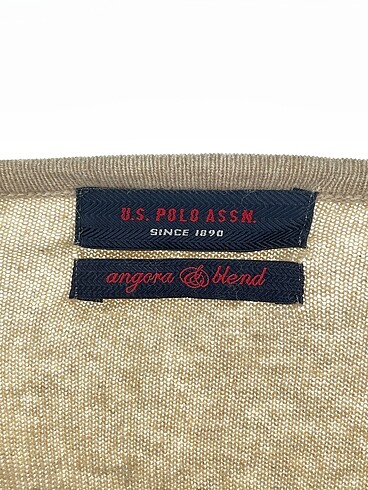 U.S. POLO ASSN.
SINCE 1890
angora blend